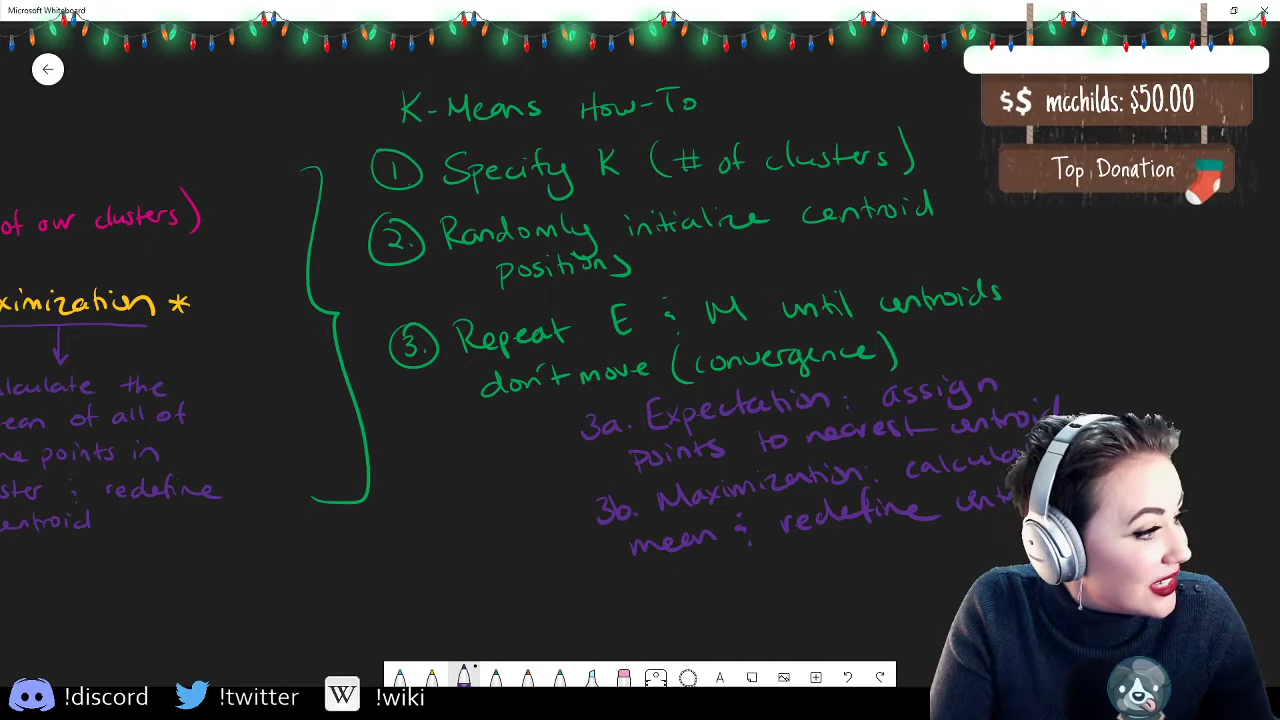 Microsoft Whiteboard
$$ mcchilds: $50.00
Top Donation
K-Means How-To
1. Specify K (# of clusters)
2. Randomly initialize centroid
positions
3. Repeat E & M until centroids
don't move (convergence)
3a. Expectation: assign
points to nearest centroid
3b. Maximization:
mean & redefine
of our clusters)
ximization *
alculate the
ean of all of
he points in
ster & redefine
entroid
!discord
!twitter
W !wiki